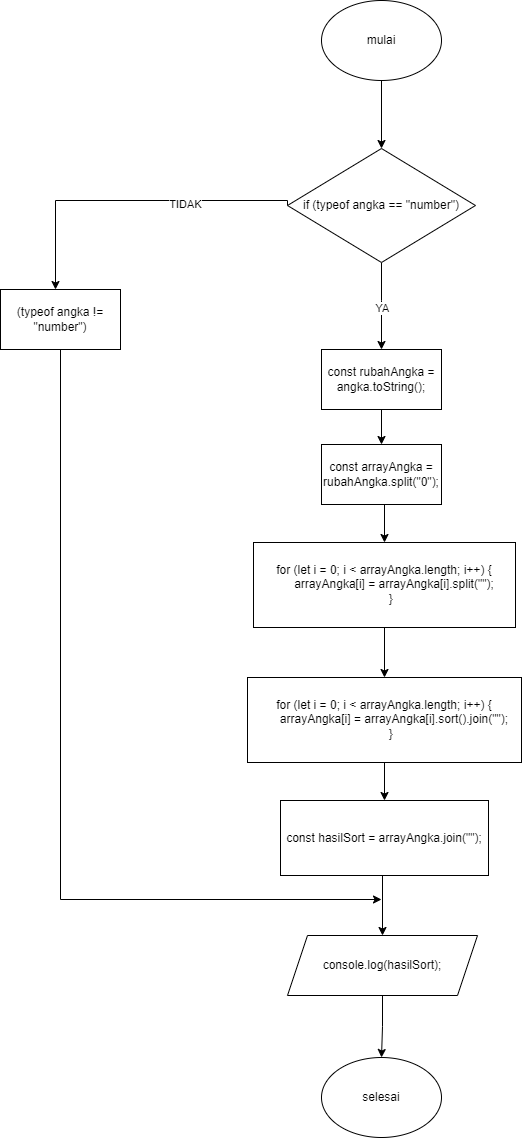 mulai
if (typeof angka == "number")
TIDAK
(typeof angka !=
"number")
YA
const rubahAngka =
angka.toString();
const arrayAngka =
rubahAngka.split("0");
for (let i = 0; i < arrayAngka.length; i++) {
arrayAngka[i] = arrayAngka[i].split("");
}
for (let i = 0; i < arrayAngka.length; i++) {
arrayAngka[i] = arrayAngka[i].sort().join("");
}
const hasilSort = arrayAngka.join("");
console.log(hasilSort);
selesai